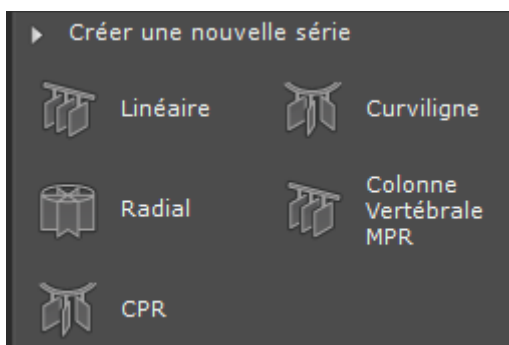 Créer une nouvelle série
Linéaire
Curviligne
Radial
Colonne
Vertébrale
MPR
CPR